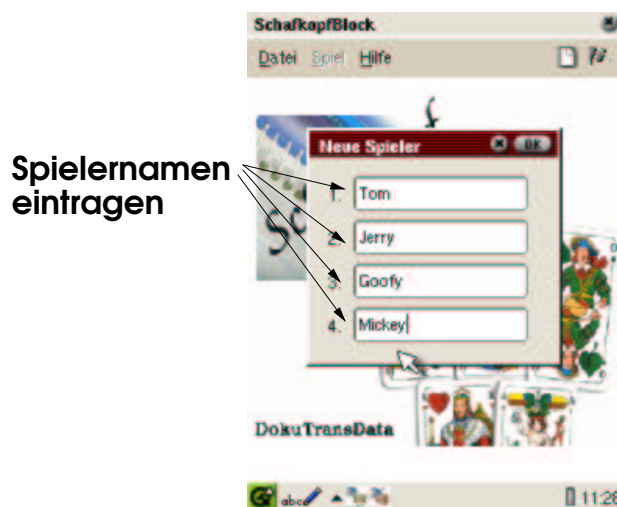 SchafkopfBlock
Datei Spiel Hilfe
Spielernamen
eintragen
Neue Spieler OK
1. Tom
2. Jerry
3. Goofy
4. Mickey
DokuTransData
abc 11:28